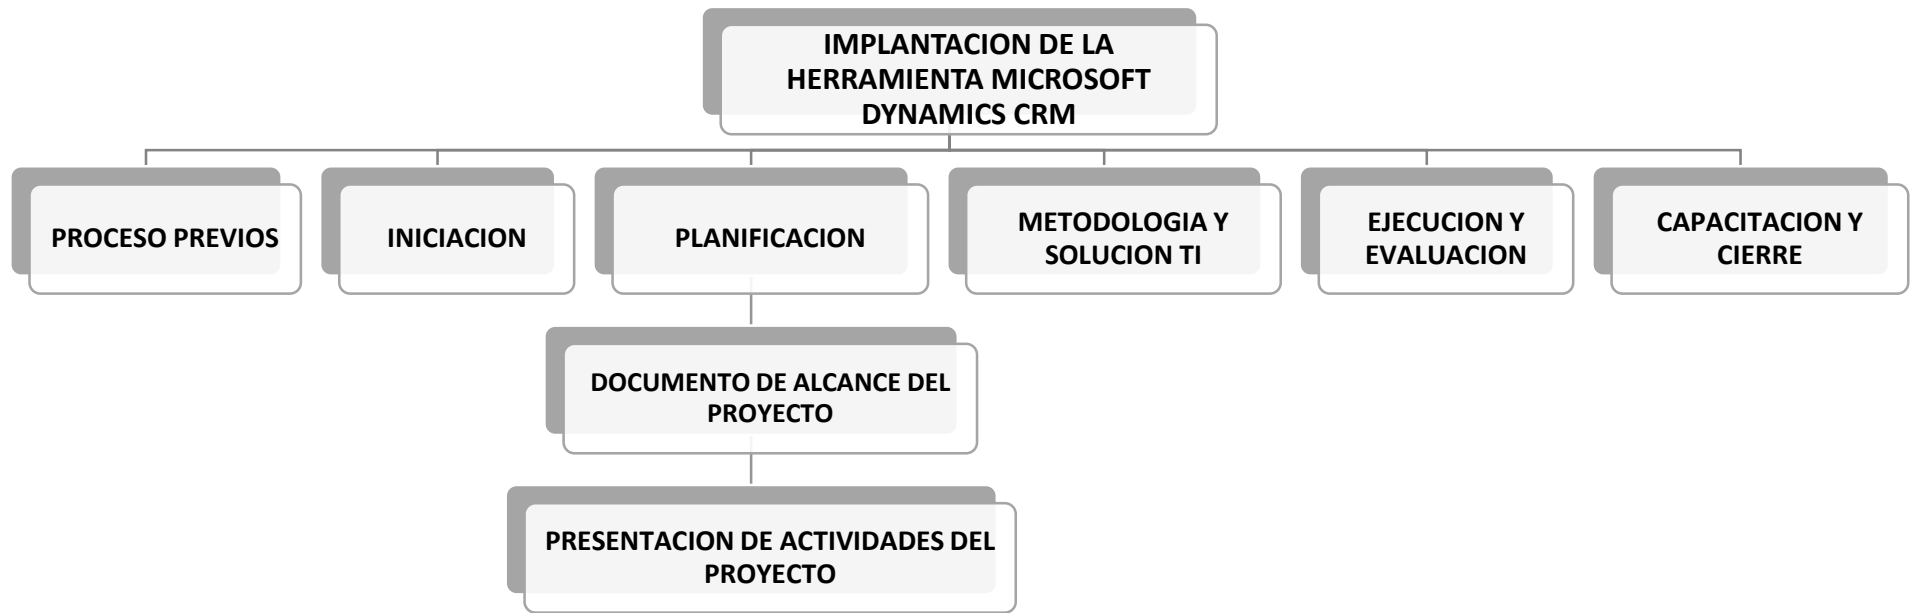 IMPLANTACION DE LA
HERRAMIENTA MICROSOFT
DYNAMICS CRM
PROCESO PREVIOS
INICIACION
PLANIFICACION
METODOLOGIA Y
SOLUCION TI
EJECUCION Y
EVALUACION
CAPACITACION Y
CIERRE
DOCUMENTO DE ALCANCE DEL
PROYECTO
PRESENTACION DE ACTIVIDADES DEL
PROYECTO